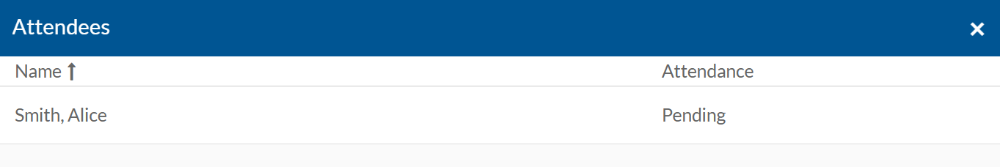 Attendees
Name Attendance
Smith, Alice Pending